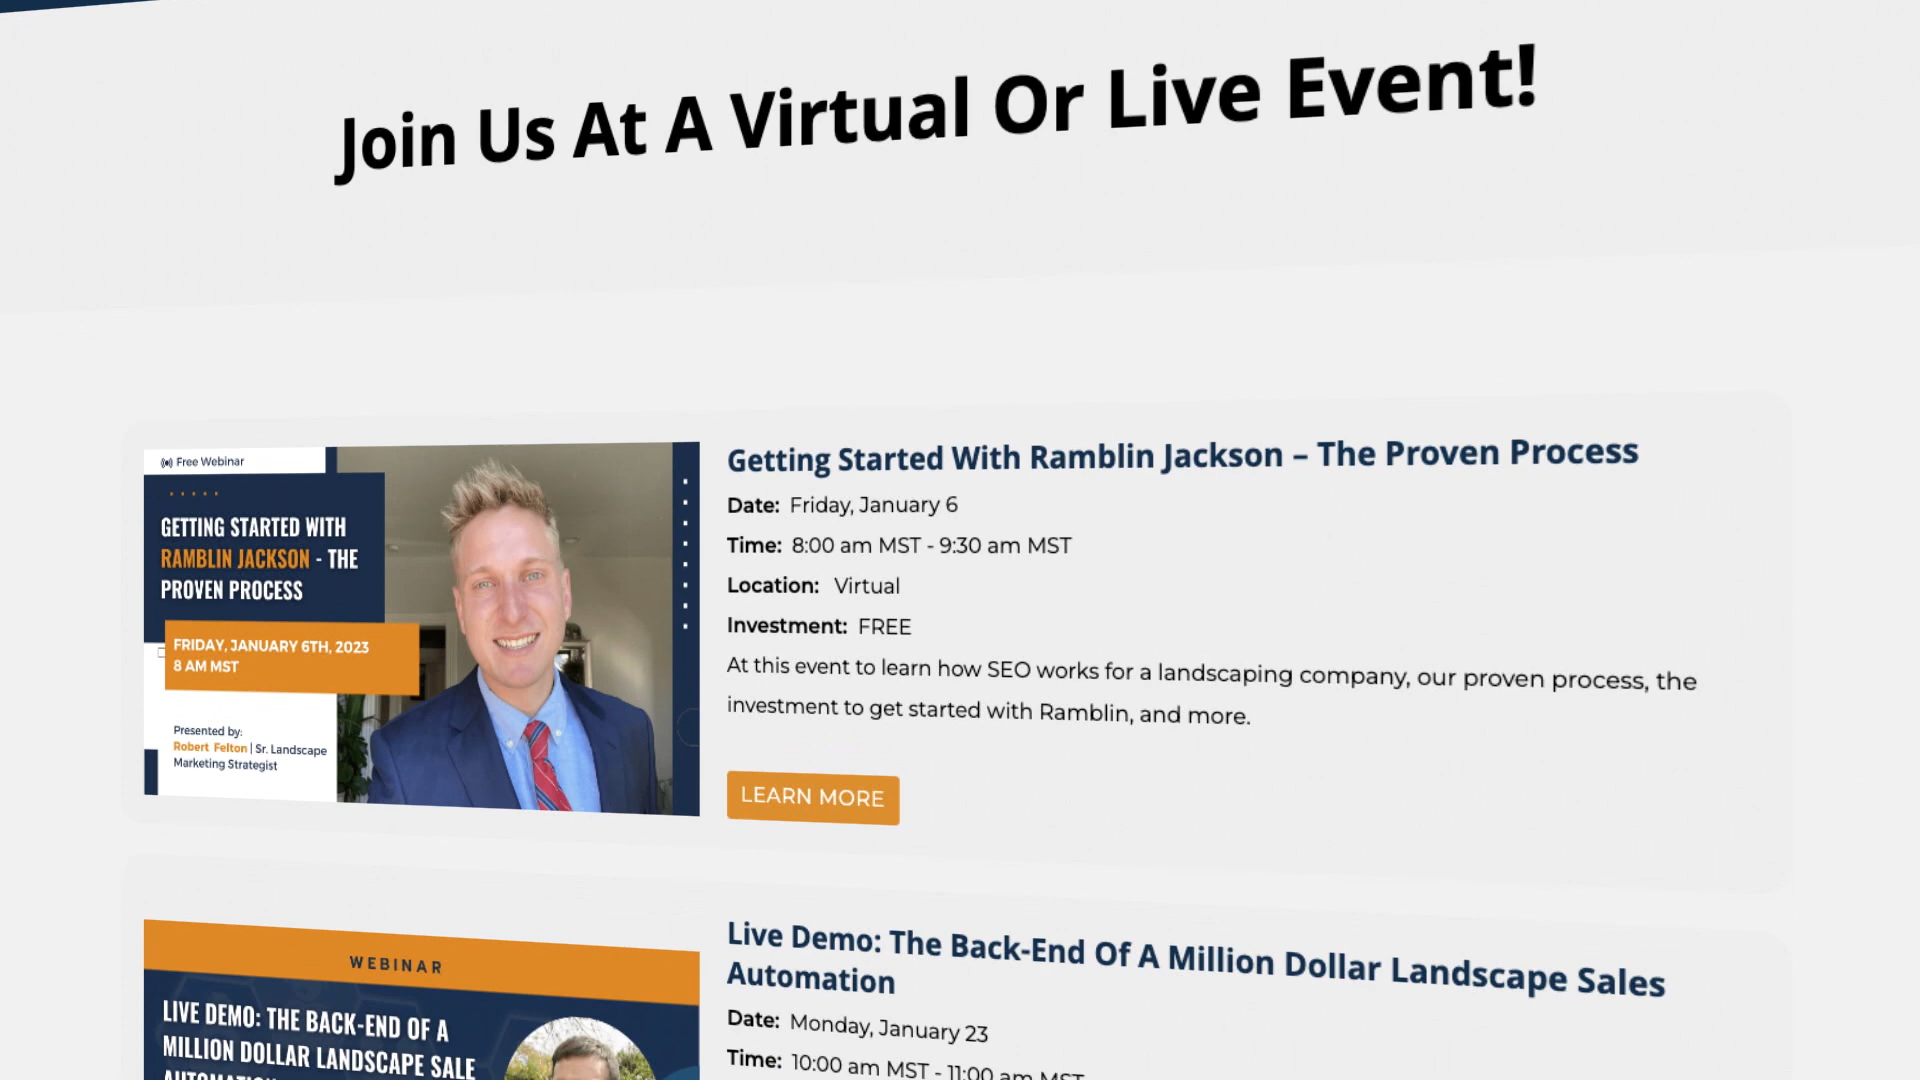 Join Us At A Virtual Or Live Event!
Free Webinar
GETTING STARTED WITH
RAMBLIN JACKSON - THE
PROVEN PROCESS
FRIDAY, JANUARY 6TH, 2023
8 AM MST
Presented by:
Robert Felton | Sr. Landscape
Marketing Strategist
Getting Started With Ramblin Jackson – The Proven Process
Date: Friday, January 6
Time: 8:00 am MST - 9:30 am MST
Location: Virtual
Investment: FREE
At this event to learn how SEO works for a landscaping company, our proven process, the
investment to get started with Ramblin, and more.
LEARN MORE
WEBINAR
LIVE DEMO: THE BACK-END OF A
MILLION DOLLAR LANDSCAPE SALE
AUTOMATION
Live Demo: The Back-End Of A Million Dollar Landscape Sales
Automation
Date: Monday, January 23
Time: 10:00 am MST - 11:00 am MST